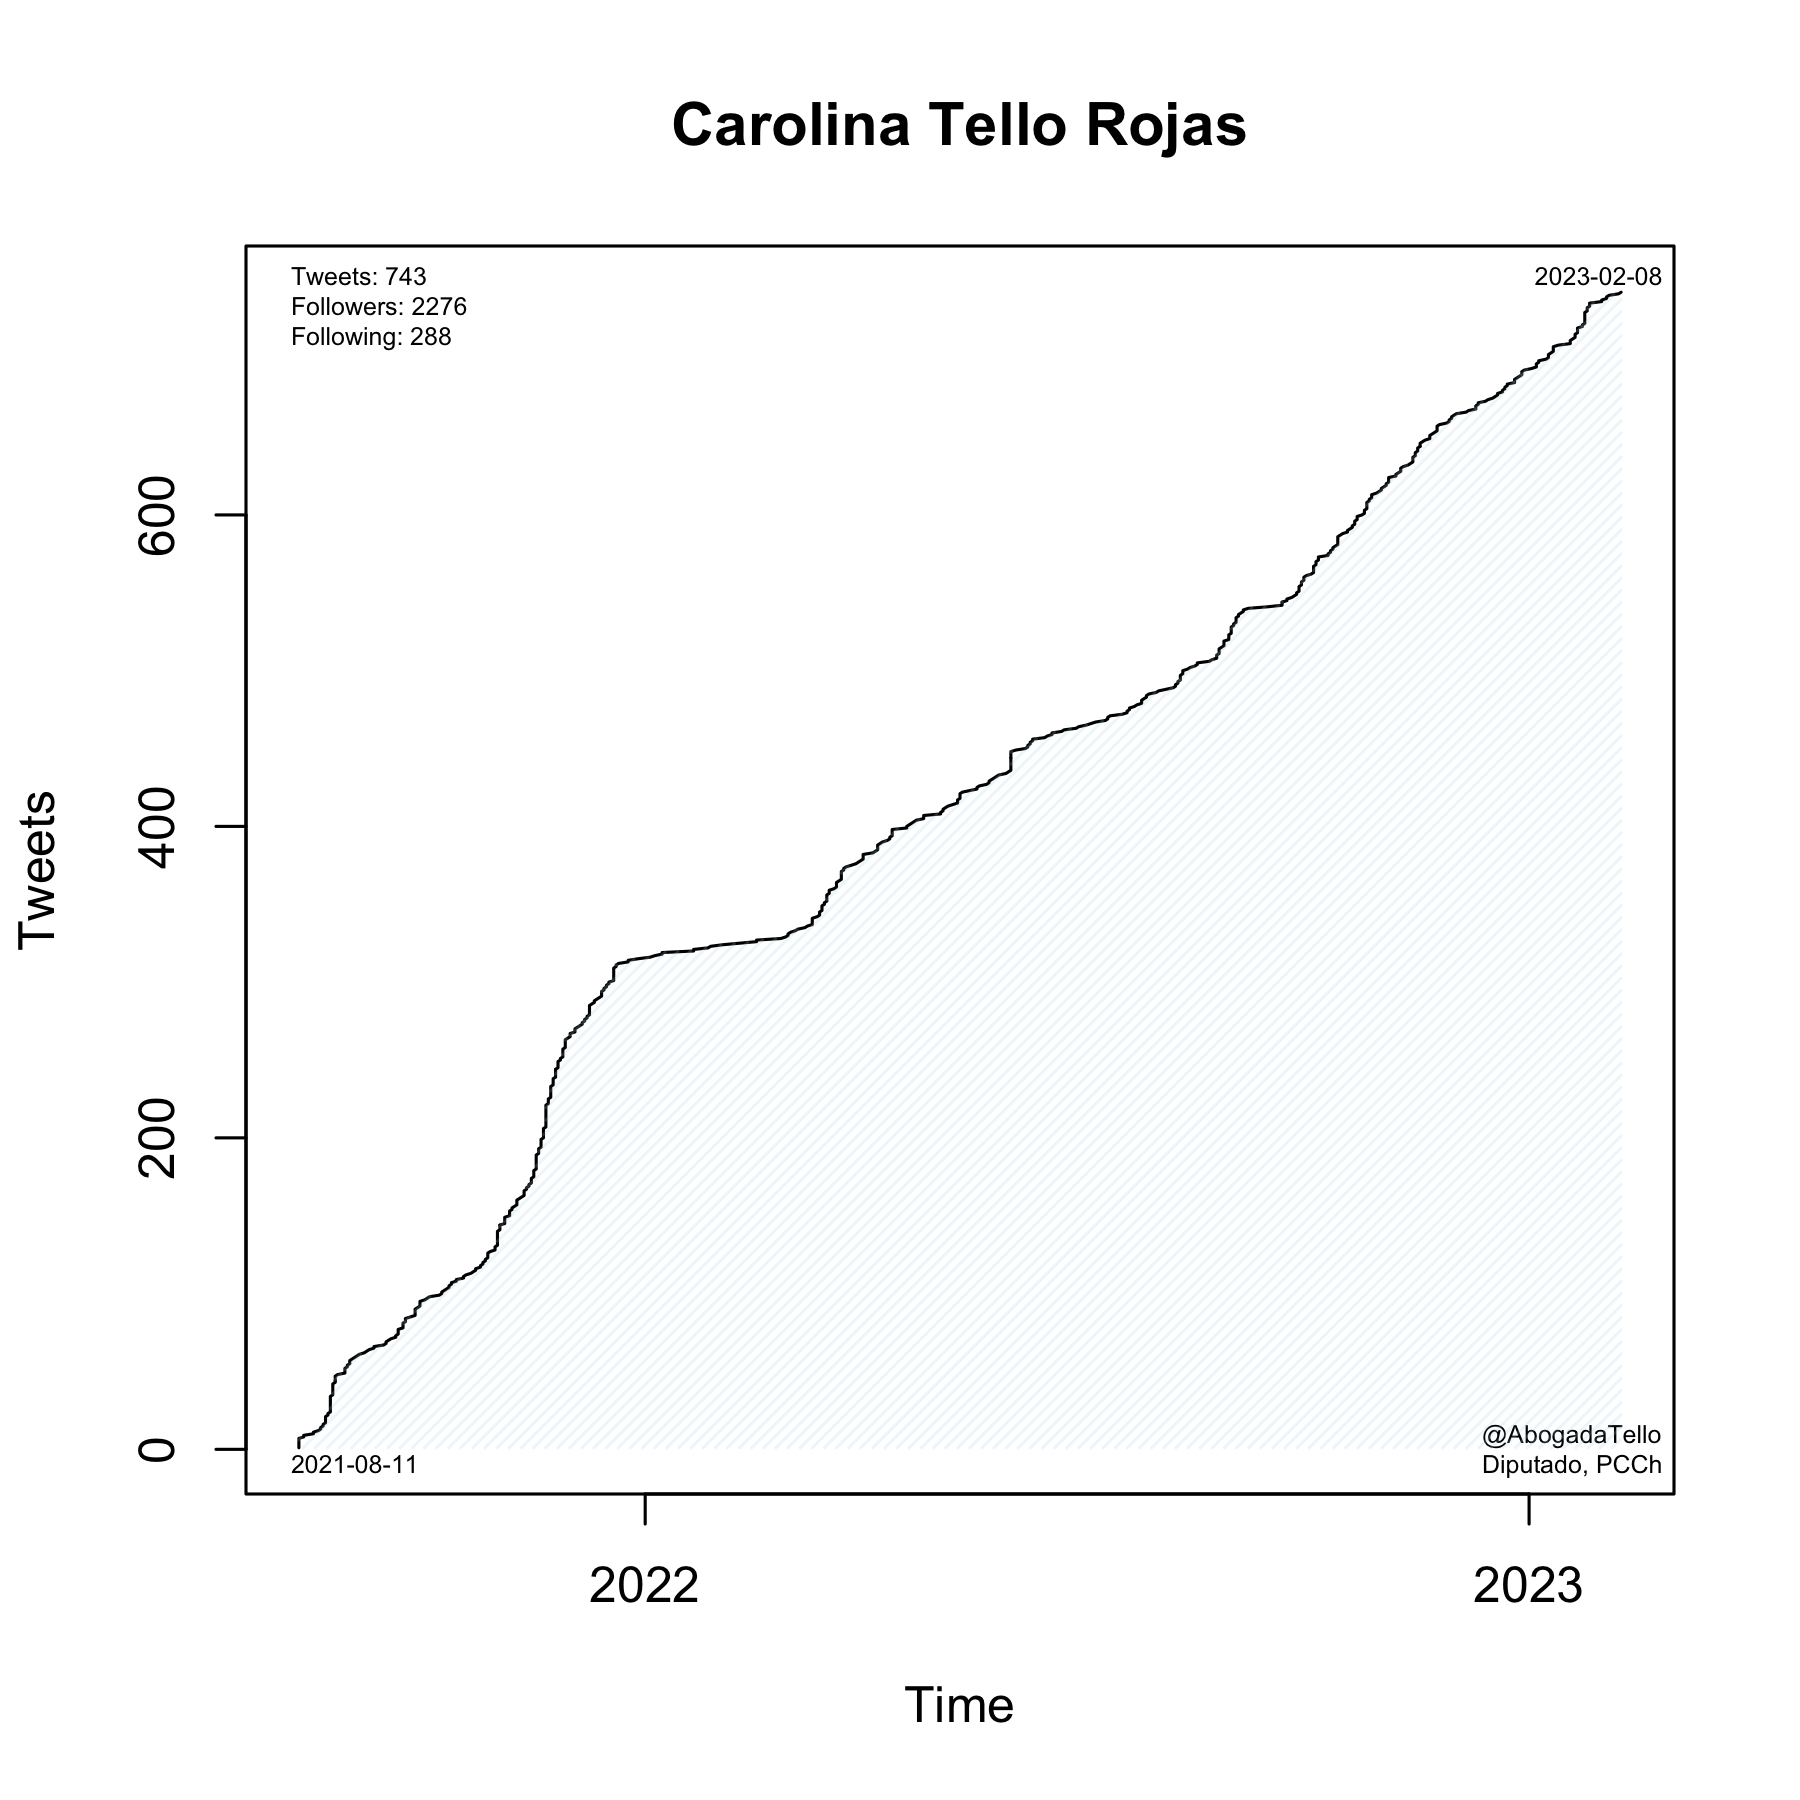 Carolina Tello Rojas
Tweets: 743
Followers: 2276
Following: 288
2023-02-08
Tweets
600
400
200
0
2021-08-11
@AbogadaTello
Diputado, PCCh
2022
2023
Time